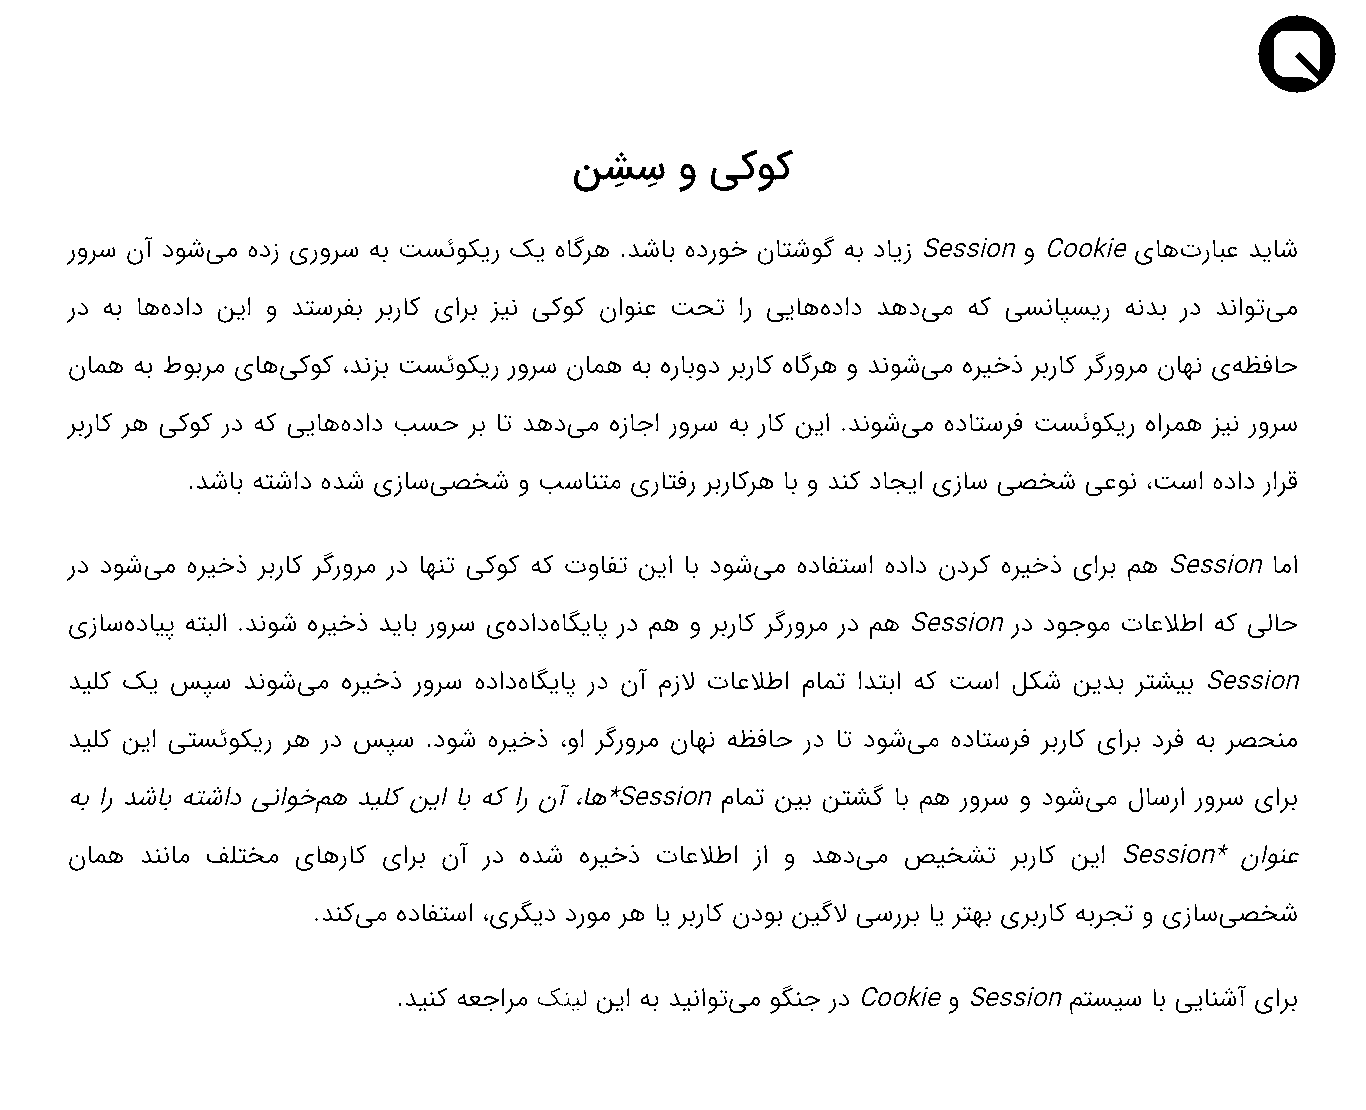 کوکی و سِشِن
شاید عبارت‌های Cookie و Session زیاد به گوشتان خورده باشد. هرگاه یک ریکوئست به سروری زده می‌شود آن سرور
می‌تواند در بدنه ریسپانسی که می‌دهد داده‌هایی را تحت عنوان کوکی نیز برای کاربر بفرستد و این داده‌ها به در
حافظه‌ی نهان مرورگر کاربر ذخیره می‌شوند و هرگاه کاربر دوباره به همان سرور ریکوئست بزند، کوکی‌های مربوط به همان
سرور نیز همراه ریکوئست فرستاده می‌شوند. این کار به سرور اجازه می‌دهد تا بر حسب داده‌هایی که در کوکی هر کاربر
قرار داده است، نوعی شخصی سازی ایجاد کند و با هرکاربر رفتاری متناسب و شخصی‌سازی شده داشته باشد.
اما Session هم برای ذخیره کردن داده استفاده می‌شود با این تفاوت که کوکی تنها در مرورگر کاربر ذخیره می‌شود در
حالی که اطلاعات موجود در Session هم در مرورگر کاربر و هم در پایگاه‌داده‌ی سرور باید ذخیره شوند. البته پیاده‌سازی
Session بیشتر بدین شکل است که ابتدا تمام اطلاعات لازم آن در پایگاه‌داده سرور ذخیره می‌شوند سپس یک کلید
منحصر به فرد برای کاربر فرستاده می‌شود تا در حافظه نهان مرورگر او، ذخیره شود. سپس در هر ریکوئستی این کلید
برای سرور ارسال می‌شود و سرور هم با گشتن بین تمام Session*ها، آن را که با این کلید هم‌خوانی داشته باشد را به
عنوان *Session این کاربر تشخیص می‌دهد و از اطلاعات ذخیره شده در آن برای کارهای مختلف مانند همان
شخصی‌سازی و تجربه کاربری بهتر یا بررسی لاگین بودن کاربر یا هر مورد دیگری، استفاده می‌کند.
برای آشنایی با سیستم Session و Cookie در جنگو می‌توانید به این لینک مراجعه کنید.